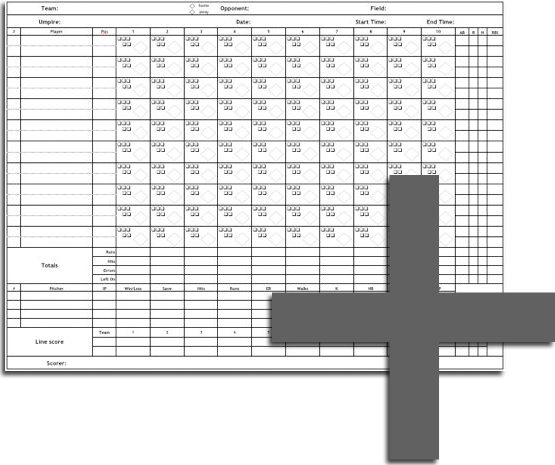 Team: Home Away Opponent: Field:
Umpire: Date: Start Time: End Time:
# Player Pos 1 2 3 4 5 6 7 8 9 10 AB R H RBI
Totals
Runs
Hits
Errors
Left On
# Pitcher IP Win/Loss Save Hits Runs ER Walks K HB
Team 1 2 3 4
Line score
Scorer: